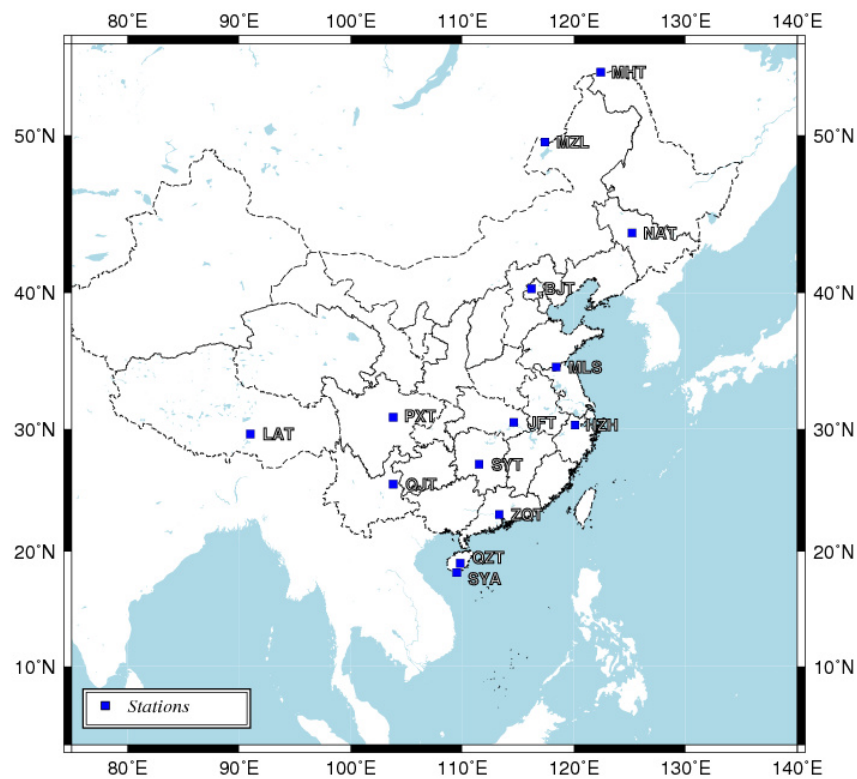 80°E 90°E 100°E 110°E 120°E 130°E 140°E
MHT
50°N 50°N
MZL
NAT
40°N 40°N
BJT
MLS
PXT
JFT HZH
30°N 30°N
LAT
SYT
QJT
ZQT
20°N 20°N
QZT
SYA
10°N 10°N
Stations
80°E 90°E 100°E 110°E 120°E 130°E 140°E